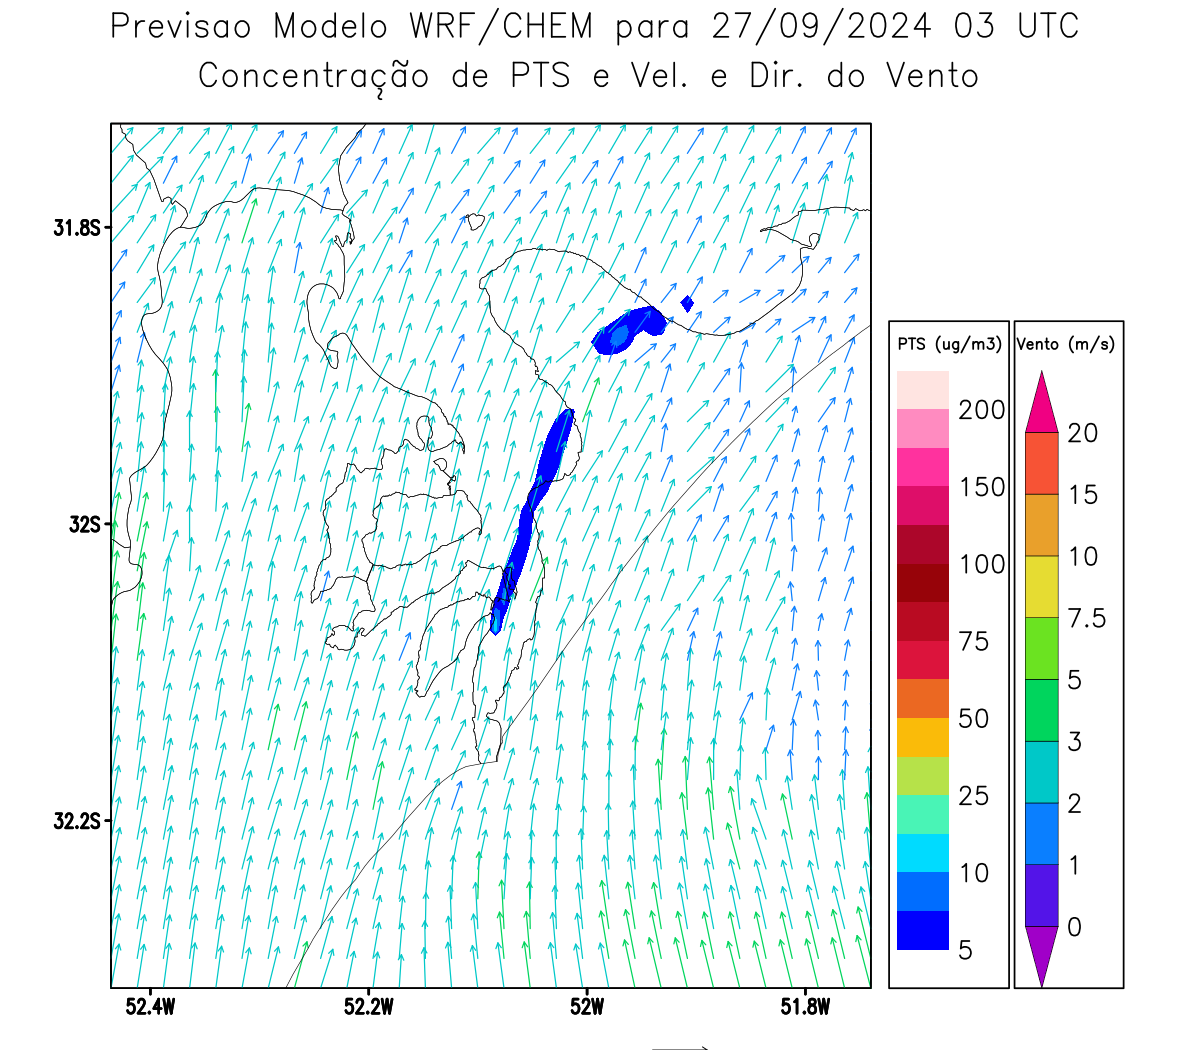 Previsao Modelo WRF/CHEM para 27/09/2024 03 UTC
Concentração de PTS e Vel. e Dir. do Vento
31.8S
32S
32.2S
52.4W
52.2W
52W
51.8W
PTS (ug/m3)
200
150
100
75
50
25
10
5
Vento (m/s)
20
15
10
7.5
5
3
2
1
0